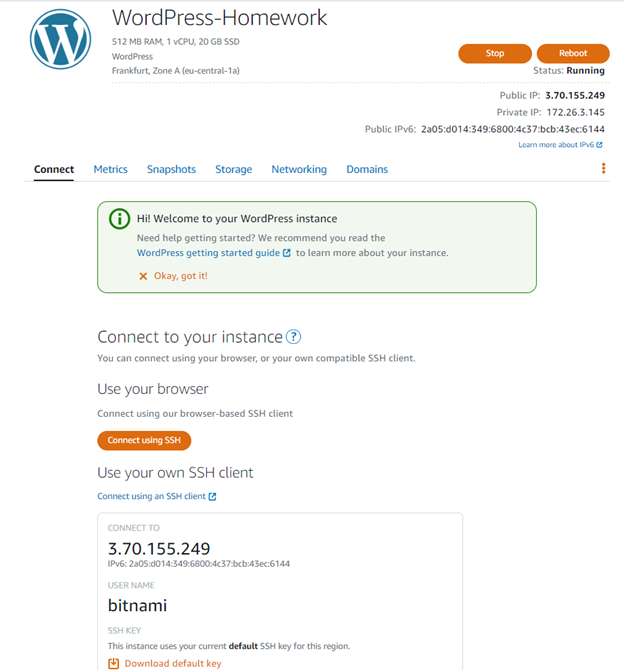 WordPress-Homework
512 MB RAM, 1 vCPU, 20 GB SSD
WordPress
Frankfurt, Zone A (eu-central-1a)
Stop
Reboot
Status: Running
Public IP: 3.70.155.249
Private IP: 172.26.3.145
Public IPv6: 2a05:d014:349:6800:4c37:bcb:43ec:6144
Learn more about IPv6
Connect Metrics Snapshots Storage Networking Domains
Hi! Welcome to your WordPress instance
Need help getting started? We recommend you read the
WordPress getting started guide to learn more about your instance.
Okay, got it!
Connect to your instance ?
You can connect using your browser, or your own compatible SSH client.
Use your browser
Connect using our browser-based SSH client
Connect using SSH
Use your own SSH client
Connect using an SSH client
CONNECT TO
3.70.155.249
IPv6: 2a05:d014:349:6800:4c37:bcb:43ec:6144
USER NAME
bitnami
SSH KEY
This instance uses your current default SSH key for this region.
Download default key